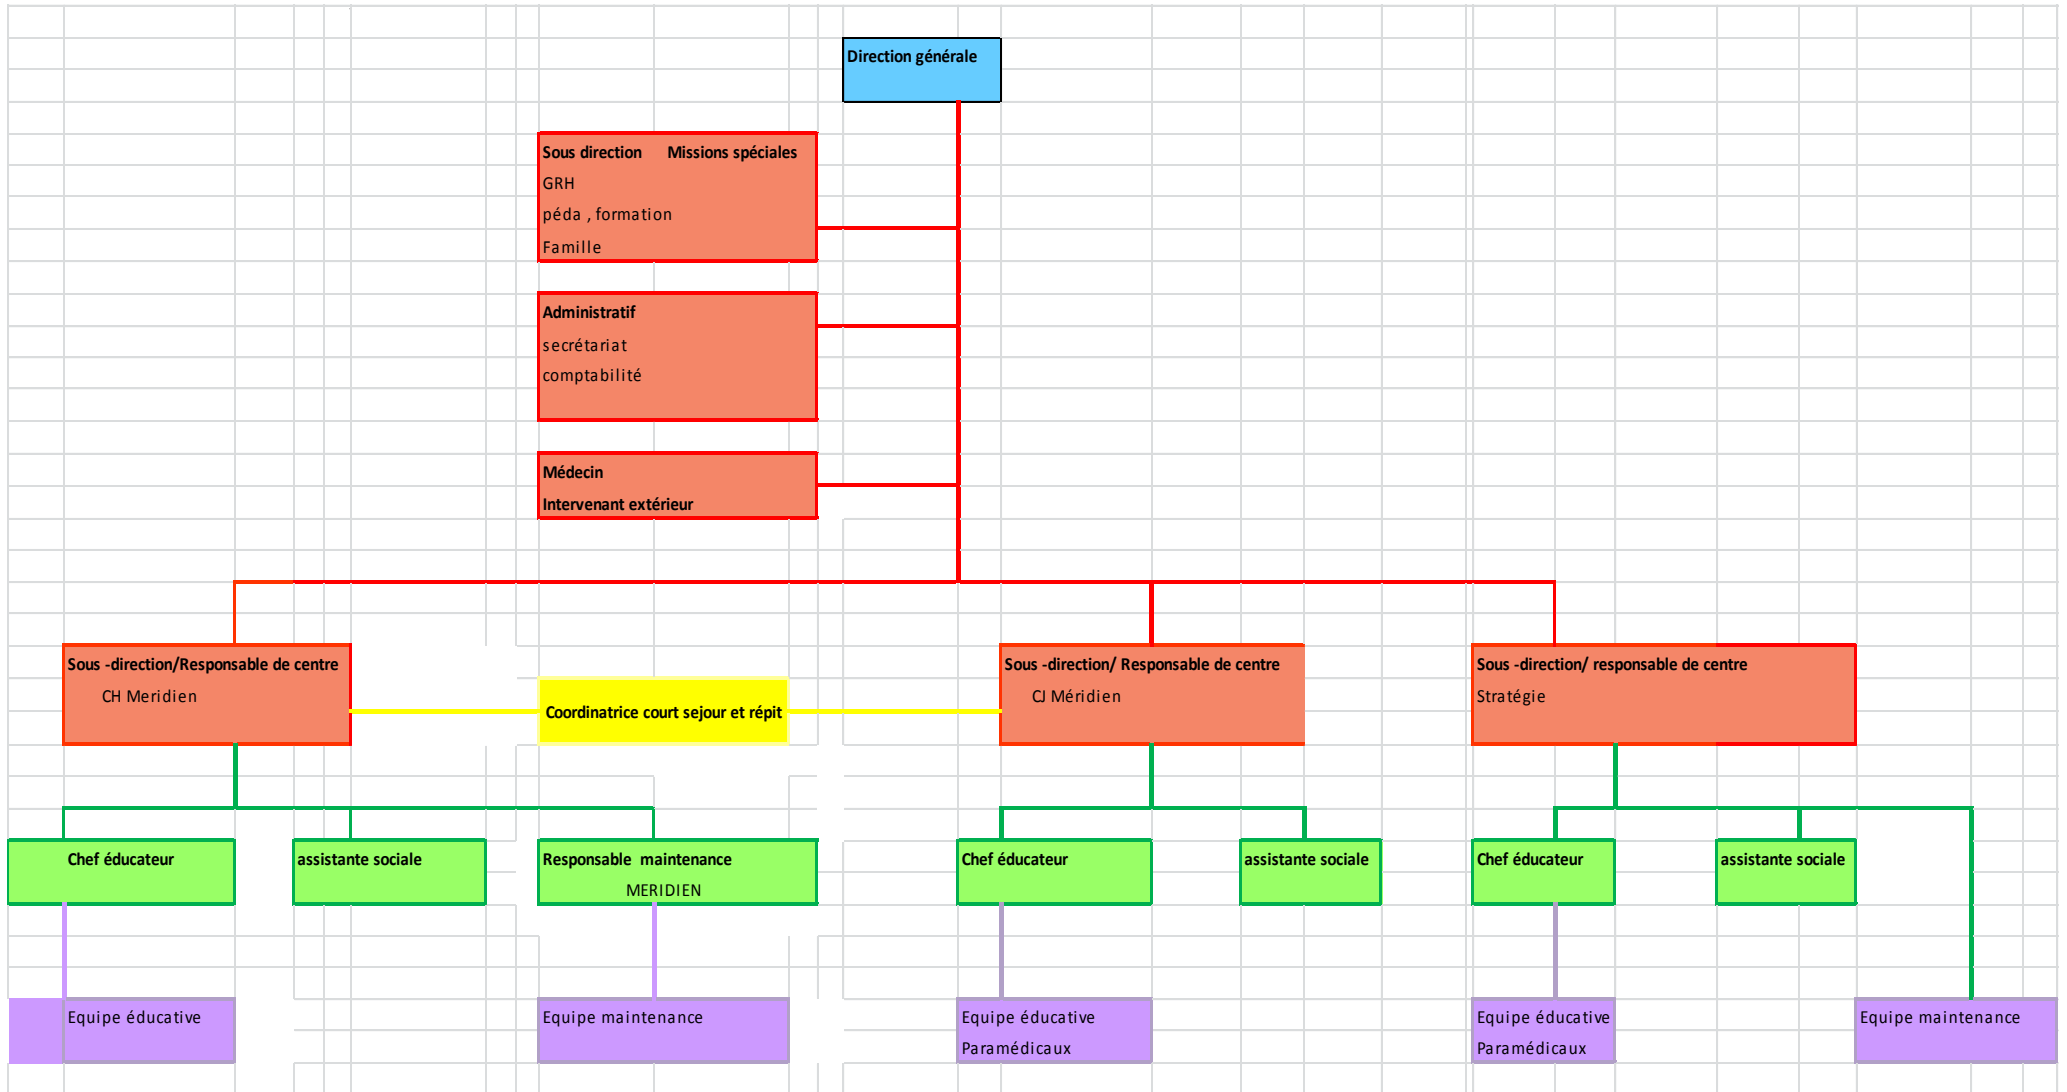 Direction générale
Sous direction Missions spéciales
GRH
péda , formation
Famille
Administratif
secrétariat
comptabilité
Médecin
Intervenant extérieur
Sous -direction/Responsable de centre
CH Meridien
Coordinatrice court sejour et répit
Sous -direction/ Responsable de centre
CJ Méridien
Sous -direction/ responsable de centre
Stratégie
Chef éducateur
assistante sociale
Responsable maintenance
MERIDIEN
Chef éducateur
assistante sociale
Chef éducateur
assistante sociale
Equipe éducative
Equipe maintenance
Equipe éducative
Paramédicaux
Equipe éducative
Paramédicaux
Equipe maintenance